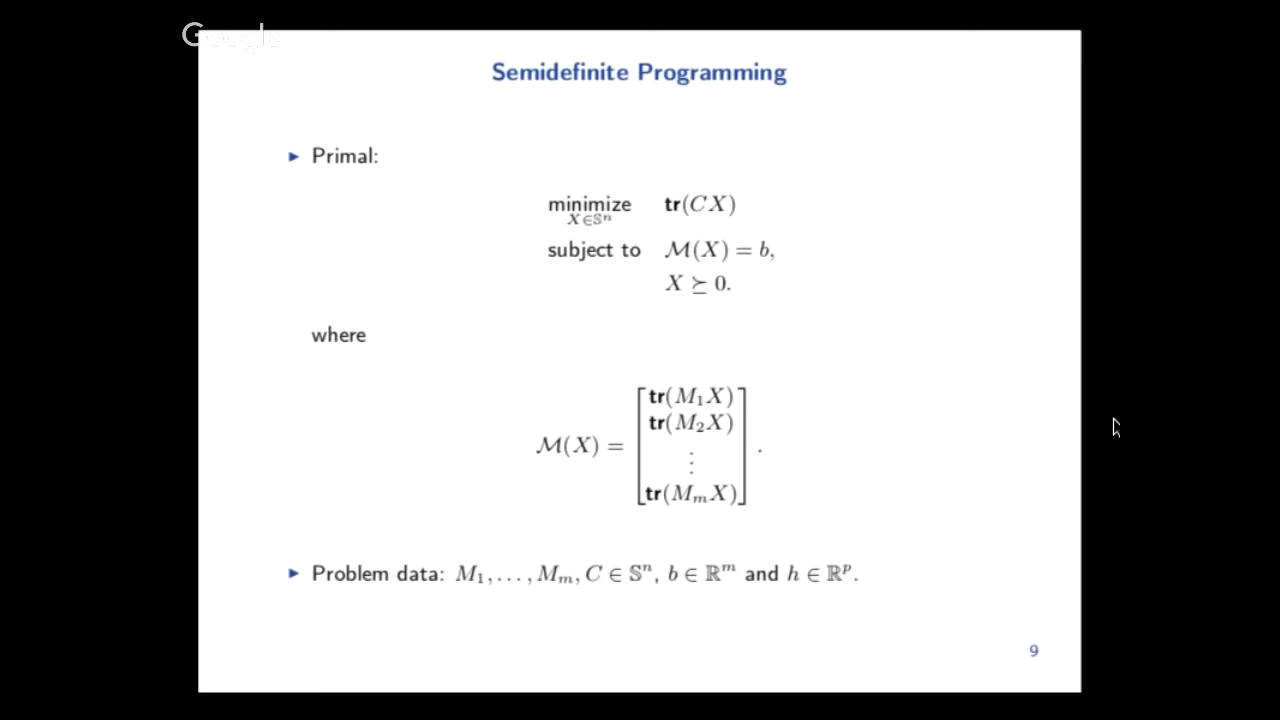 Google
Semidefinite Programming
▸ Primal:
minimize tr(CX)
X∈𝕊ⁿ
subject to ℳ(X) = b,
X ⪰ 0.
where
ℳ(X) = [tr(M₁X)
tr(M₂X)
⋮
tr(MₘX)] .
▸ Problem data: M₁, . . . , Mₘ, C ∈ 𝕊ⁿ, b ∈ ℝᵐ and h ∈ ℝᵖ.
9